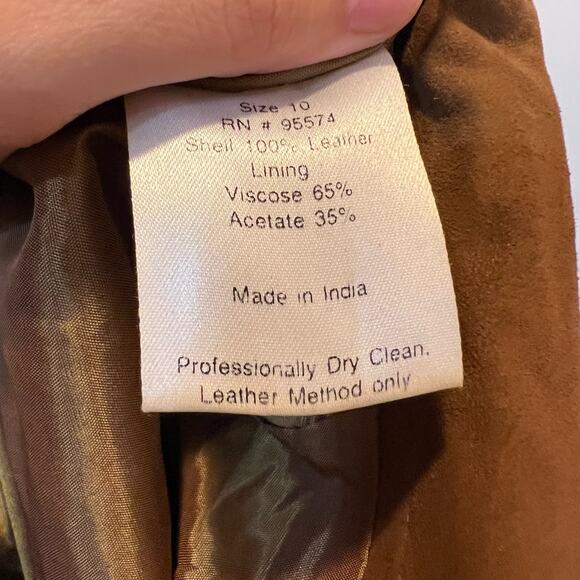 Size 10
RN # 95574
Shell 100% Leather
Lining
Viscose 65%
Acetate 35%
Made in India
Professionally Dry Clean.
Leather Method only